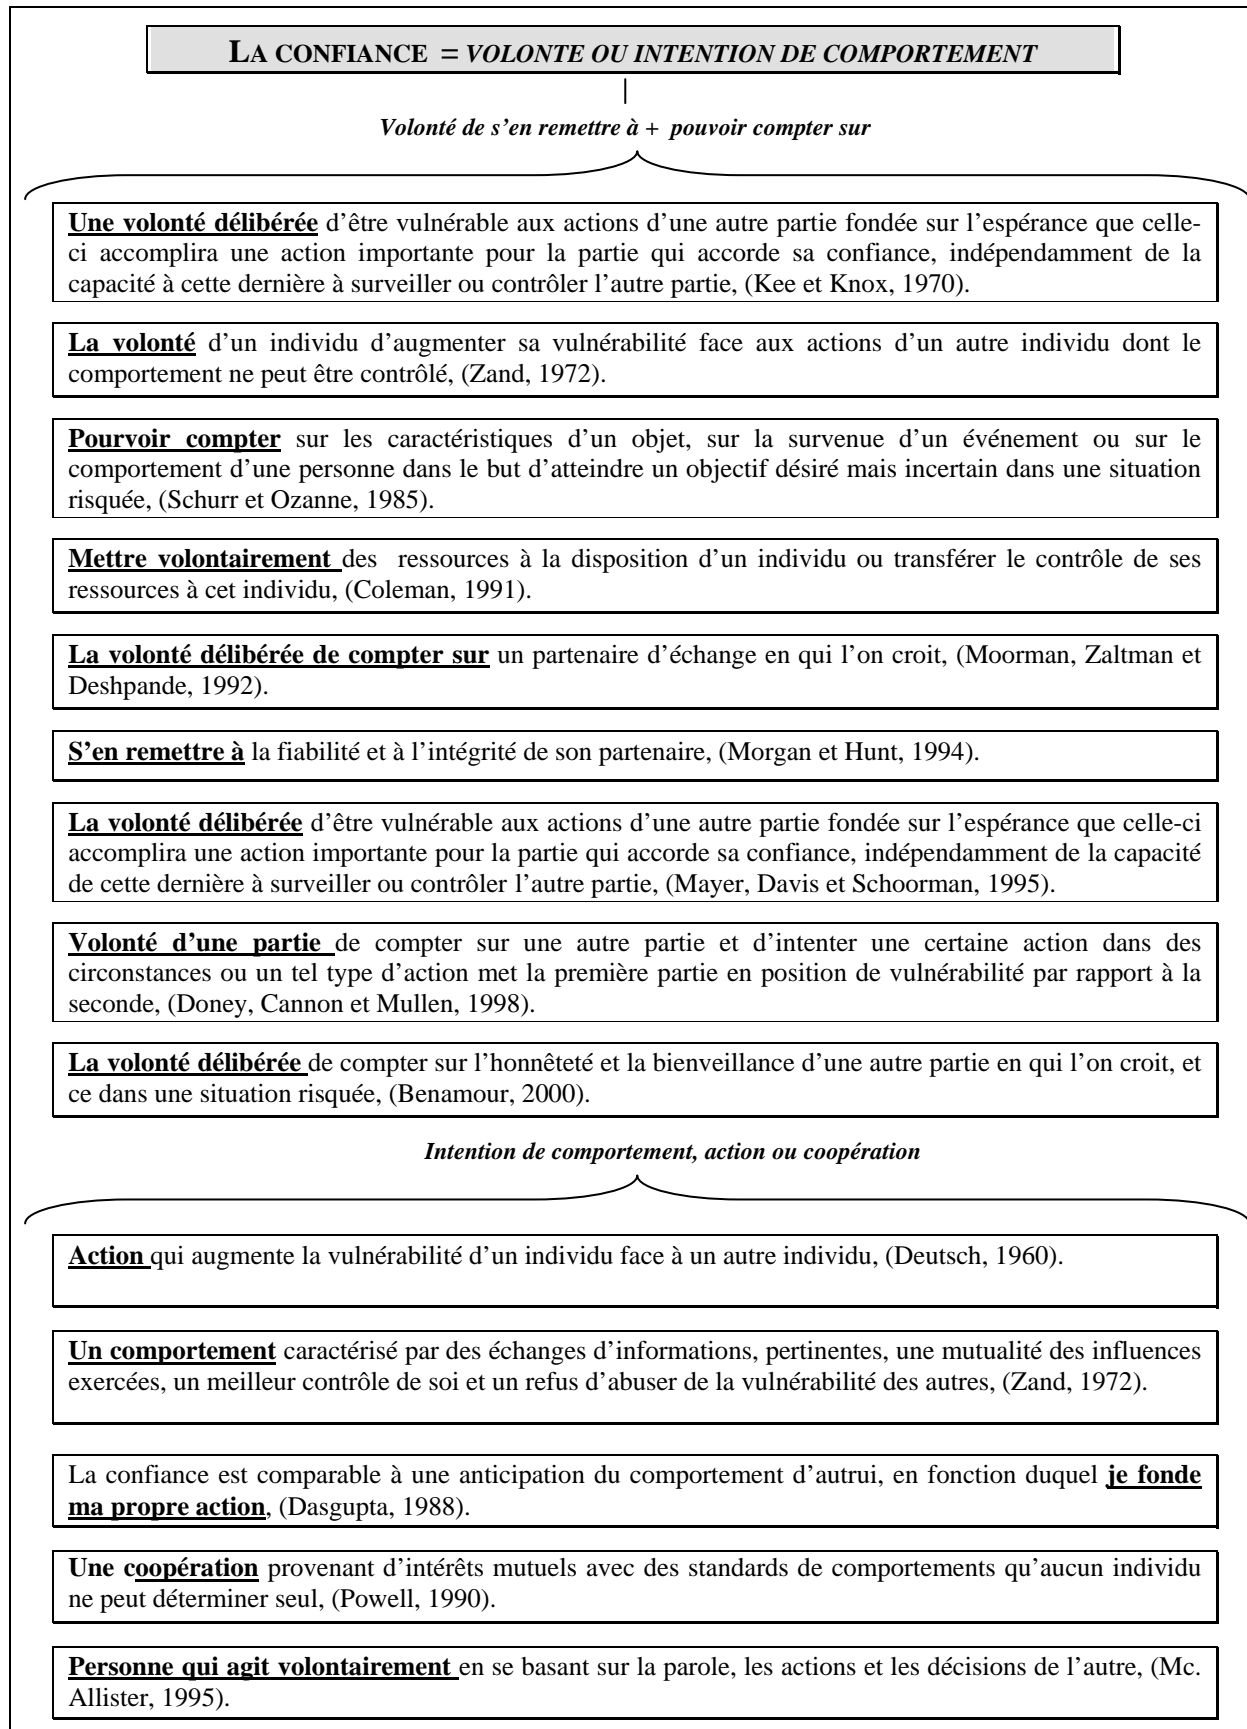 LA CONFIANCE = VOLONTE OU INTENTION DE COMPORTEMENT
Volonté de s’en remettre à + pouvoir compter sur
Une volonté délibérée d’être vulnérable aux actions d’une autre partie fondée sur l’espérance que celle-
ci accomplira une action importante pour la partie qui accorde sa confiance, indépendamment de la
capacité à cette dernière à surveiller ou contrôler l’autre partie, (Kee et Knox, 1970).
La volonté d’un individu d’augmenter sa vulnérabilité face aux actions d’un autre individu dont le
comportement ne peut être contrôlé, (Zand, 1972).
Pourvoir compter sur les caractéristiques d’un objet, sur la survenue d’un événement ou sur le
comportement d’une personne dans le but d’atteindre un objectif désiré mais incertain dans une situation
risquée, (Schurr et Ozanne, 1985).
Mettre volontairement des ressources à la disposition d’un individu ou transférer le contrôle de ses
ressources à cet individu, (Coleman, 1991).
La volonté délibérée de compter sur un partenaire d’échange en qui l’on croit, (Moorman, Zaltman et
Deshpande, 1992).
S’en remettre à la fiabilité et à l’intégrité de son partenaire, (Morgan et Hunt, 1994).
La volonté délibérée d’être vulnérable aux actions d’une autre partie fondée sur l’espérance que celle-ci
accomplira une action importante pour la partie qui accorde sa confiance, indépendamment de la capacité
de cette dernière à surveiller ou contrôler l’autre partie, (Mayer, Davis et Schoorman, 1995).
Volonté d’une partie de compter sur une autre partie et d’intenter une certaine action dans des
circonstances ou un tel type d’action met la première partie en position de vulnérabilité par rapport à la
seconde, (Doney, Cannon et Mullen, 1998).
La volonté délibérée de compter sur l’honnêteté et la bienveillance d’une autre partie en qui l’on croit, et
ce dans une situation risquée, (Benamour, 2000).
Intention de comportement, action ou coopération
Action qui augmente la vulnérabilité d’un individu face à un autre individu, (Deutsch, 1960).
Un comportement caractérisé par des échanges d’informations, pertinentes, une mutualité des influences
exercées, un meilleur contrôle de soi et un refus d’abuser de la vulnérabilité des autres, (Zand, 1972).
La confiance est comparable à une anticipation du comportement d’autrui, en fonction duquel je fonde
ma propre action, (Dasgupta, 1988).
Une coopération provenant d’intérêts mutuels avec des standards de comportements qu’aucun individu
ne peut déterminer seul, (Powell, 1990).
Personne qui agit volontairement en se basant sur la parole, les actions et les décisions de l’autre, (Mc.
Allister, 1995).